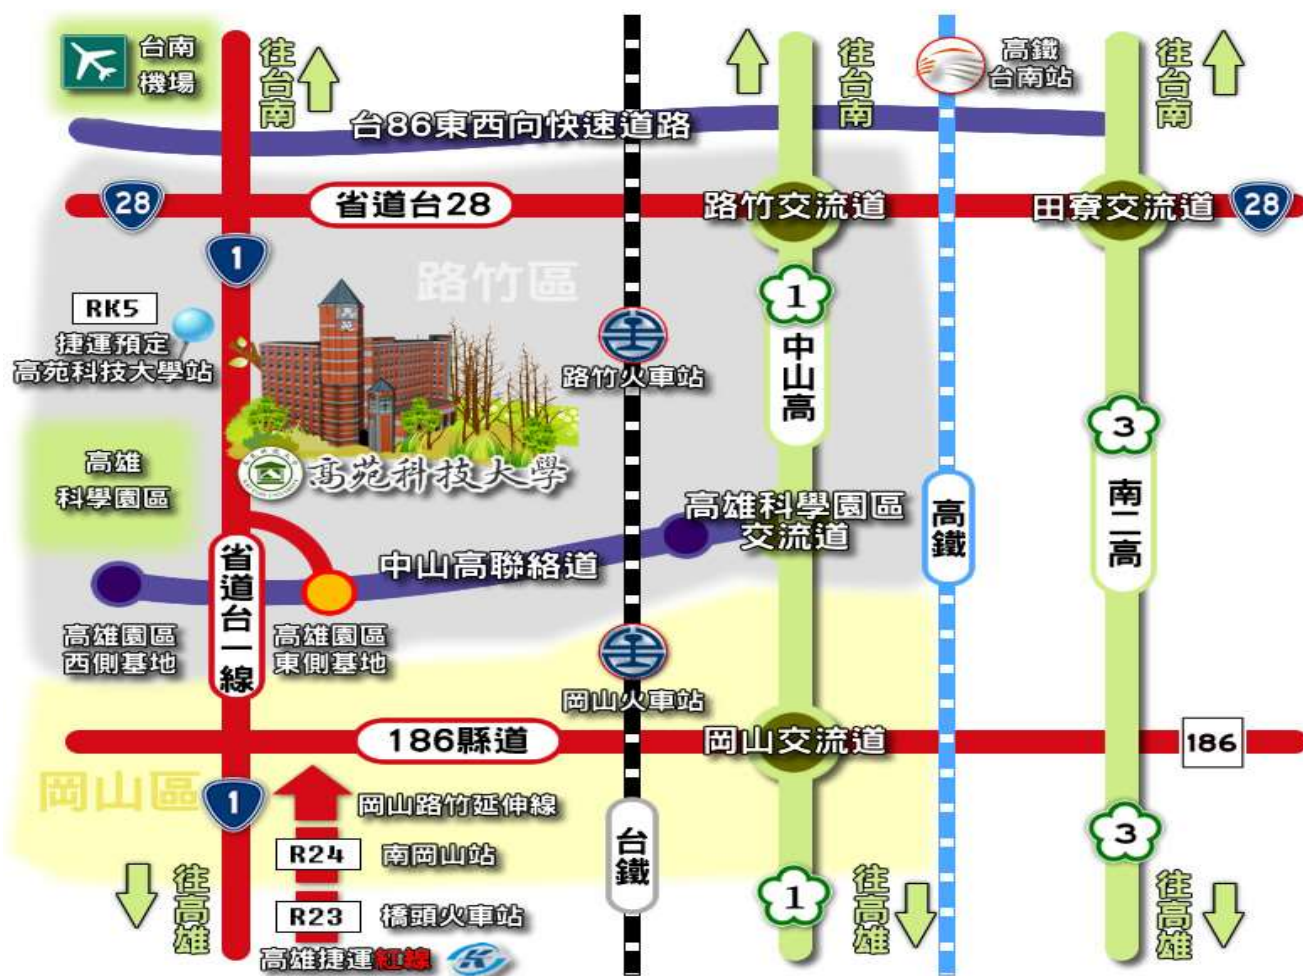 台南
機場
往台南
往台南
高鐵
台南站
往台南
台86東西向快速道路
28
省道台28
路竹交流道
田寮交流道
28
1
路竹區
1
RK5
捷運預定
高苑科技大學站
高苑
路竹火車站
中山高
3
高雄
科學園區
高苑科技大學
高雄科學園區
交流道
高鐵
南二高
省道台一線
中山高聯絡道
高雄園區
西側基地
高雄園區
東側基地
岡山火車站
186縣道
岡山交流道
186
岡山區
1
岡山路竹延伸線
3
R24
南岡山站
台鐵
1
往高雄
往高雄
往高雄
R23
橋頭火車站
高雄捷運紅線